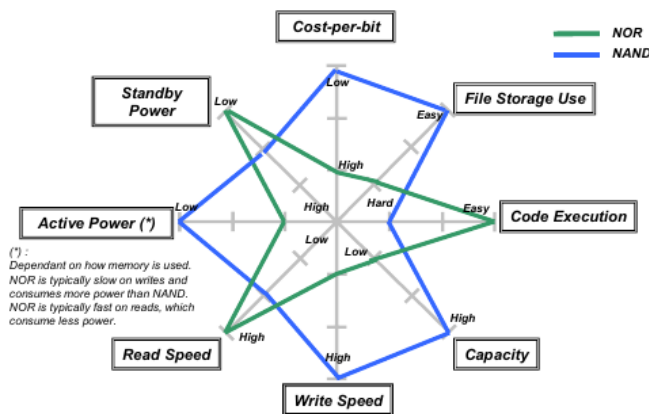 Cost-per-bit
NOR
NAND
Standby
Power
Low
Low
File Storage Use
Easy
High
Low
Active Power (*)
High
Hard
Easy
Code Execution
(*) :
Dependant on how memory is used.
NOR is typically slow on writes and
consumes more power than NAND.
NOR is typically fast on reads, which
consume less power.
Low
Low
High
High
High
Read Speed
Capacity
Write Speed